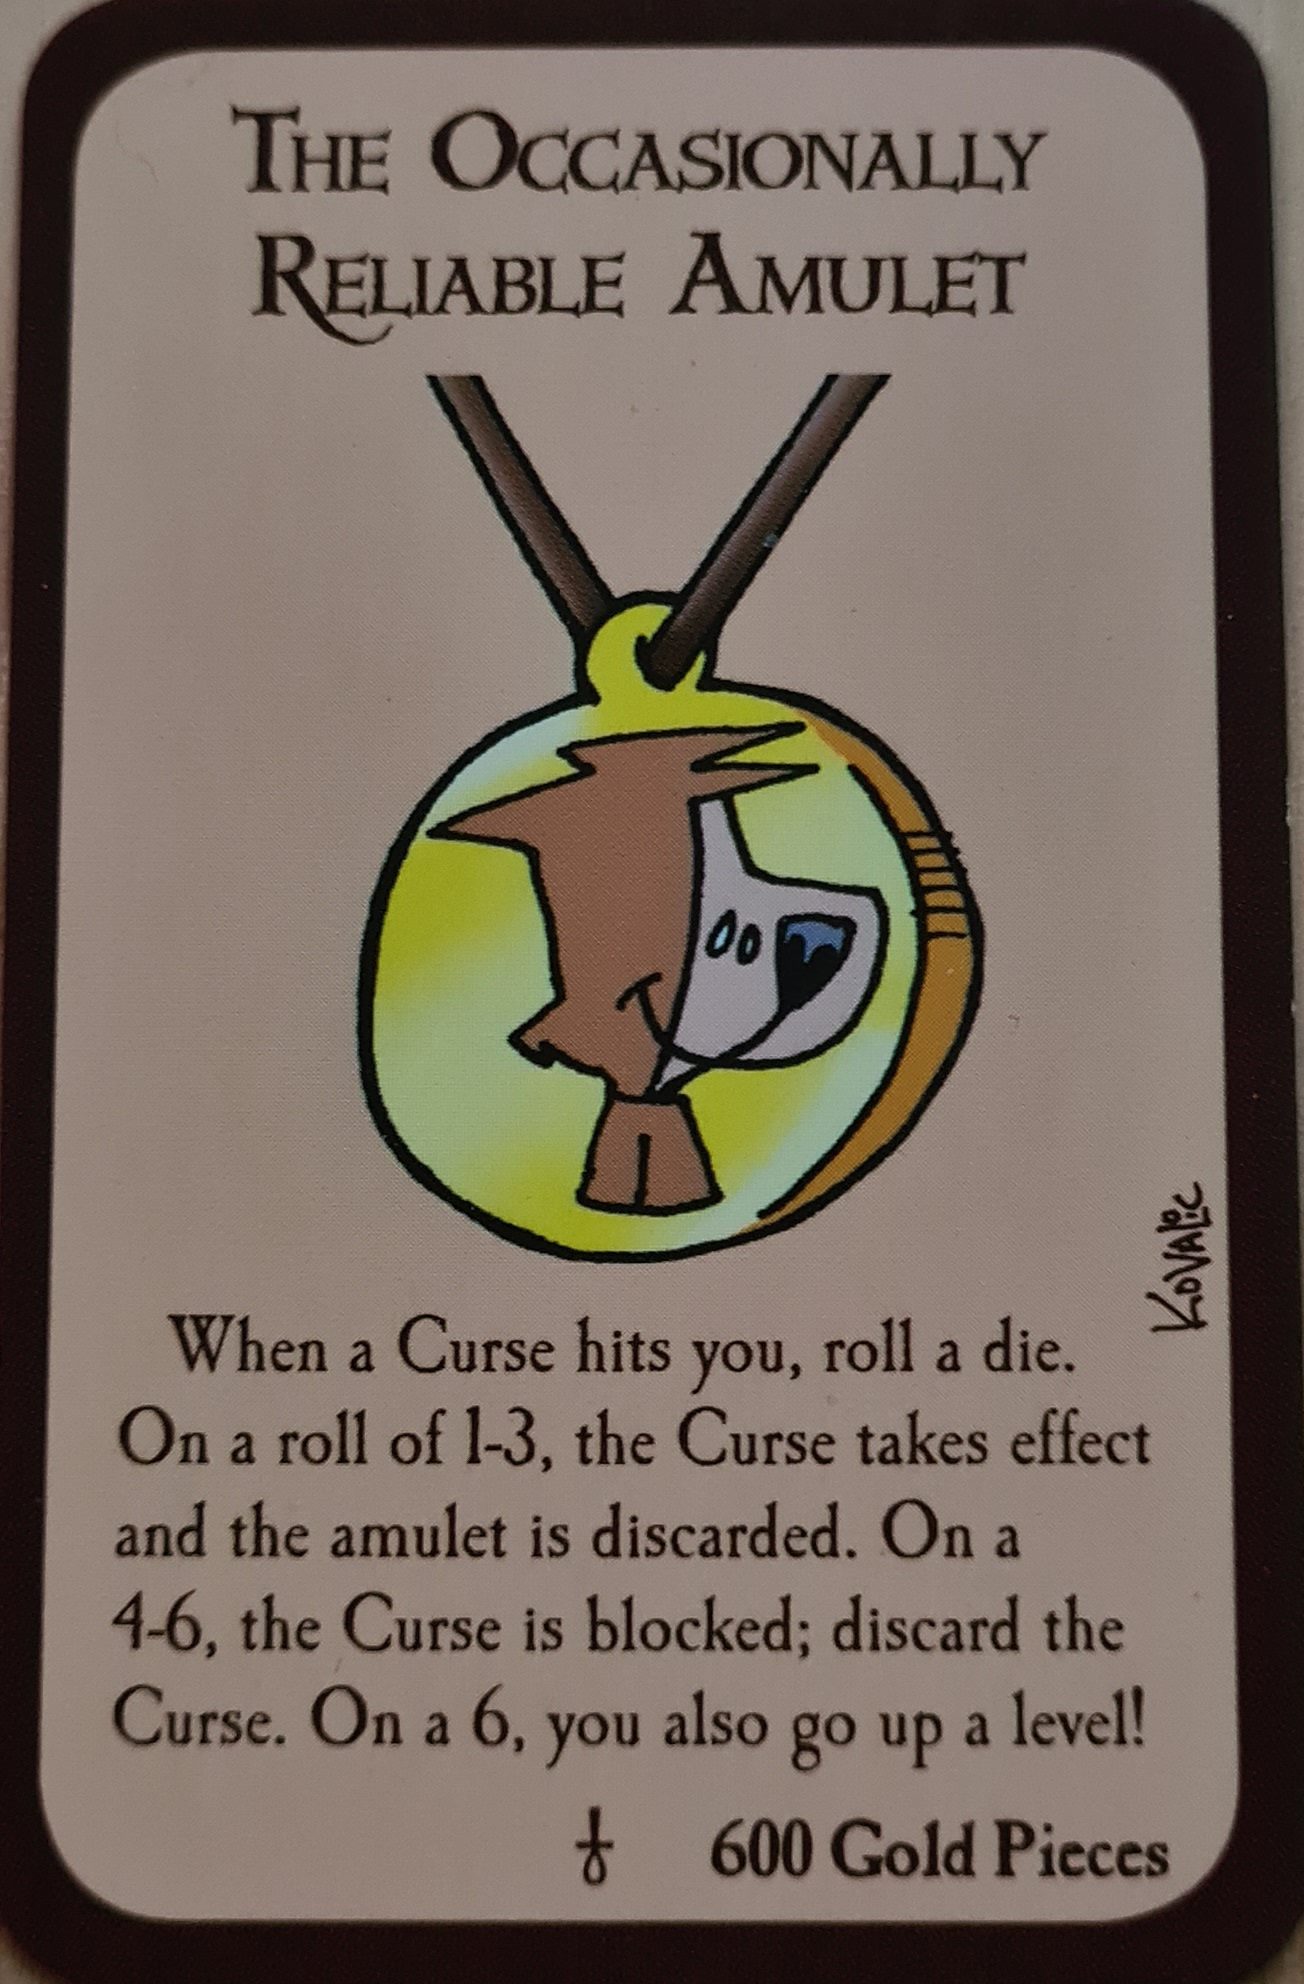 The Occasionally
Reliable Amulet
Kovalic
When a Curse hits you, roll a die.
On a roll of 1-3, the Curse takes effect
and the amulet is discarded. On a
4-6, the Curse is blocked; discard the
Curse. On a 6, you also go up a level!
600 Gold Pieces